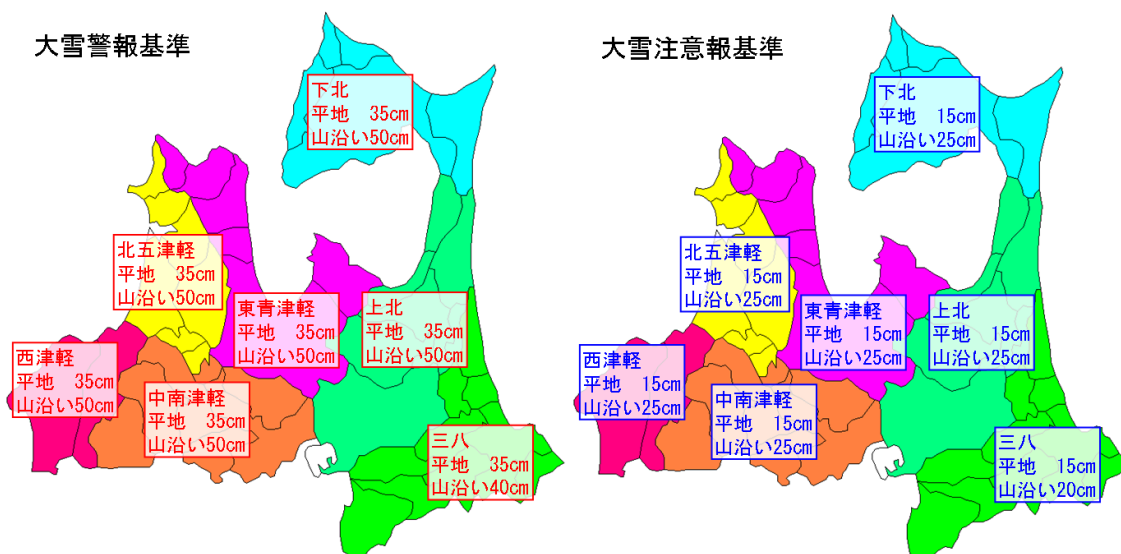 大雪警報基準
下北
平地 35cm
山沿い50cm
北五津軽
平地 35cm
山沿い50cm
東青津軽
平地 35cm
山沿い50cm
上北
平地 35cm
山沿い50cm
西津軽
平地 35cm
山沿い50cm
中南津軽
平地 35cm
山沿い50cm
三八
平地 35cm
山沿い40cm
大雪注意報基準
下北
平地 15cm
山沿い25cm
北五津軽
平地 15cm
山沿い25cm
東青津軽
平地 15cm
山沿い25cm
上北
平地 15cm
山沿い25cm
西津軽
平地 15cm
山沿い25cm
中南津軽
平地 15cm
山沿い25cm
三八
平地 15cm
山沿い20cm